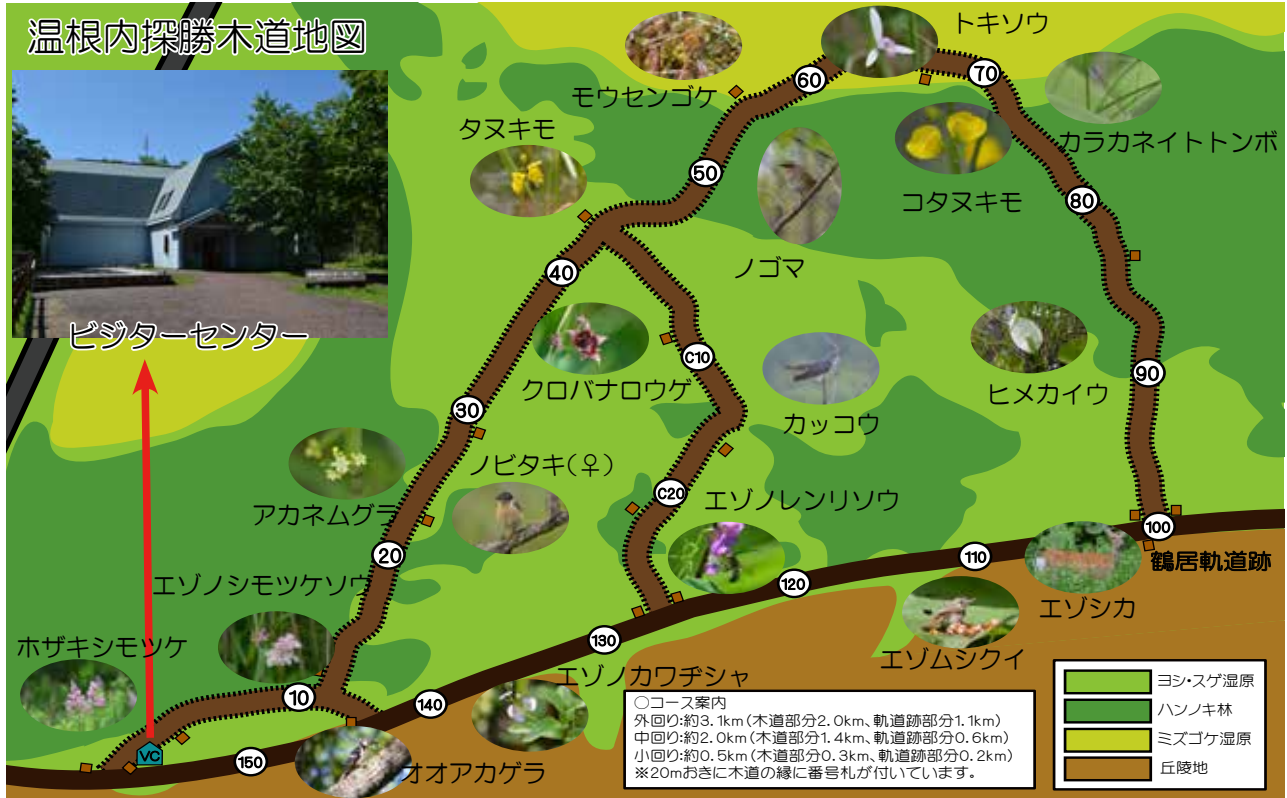 温根内探勝木道地図
トキソウ
70
60
モウセンゴケ
タヌキモ
カラカネイトトンボ
50
コタヌキモ
80
ノゴマ
40
ビジターセンター
C10
クロバナロウゲ
ヒメカイウ
90
カッコウ
30
ノビタキ(♀)
アカネムグラ
C20
エゾノレンリソウ
20
100
鶴居軌道跡
110
120
エゾノシモツケソウ
エゾシカ
ホザキシモツケ
130
エゾムシクイ
エゾノカワヂシャ
10
140
VC
150
オオアカゲラ
○コース案内
外回り:約3.1km(木道部分2.0km、軌道跡部分1.1km)
中回り:約2.0km(木道部分1.4km、軌道跡部分0.6km)
小回り:約0.5km(木道部分0.3km、軌道跡部分0.2km)
※20mおきに木道の縁に番号札が付いています。
ヨシ・スゲ湿原
ハンノキ林
ミズゴケ湿原
丘陵地